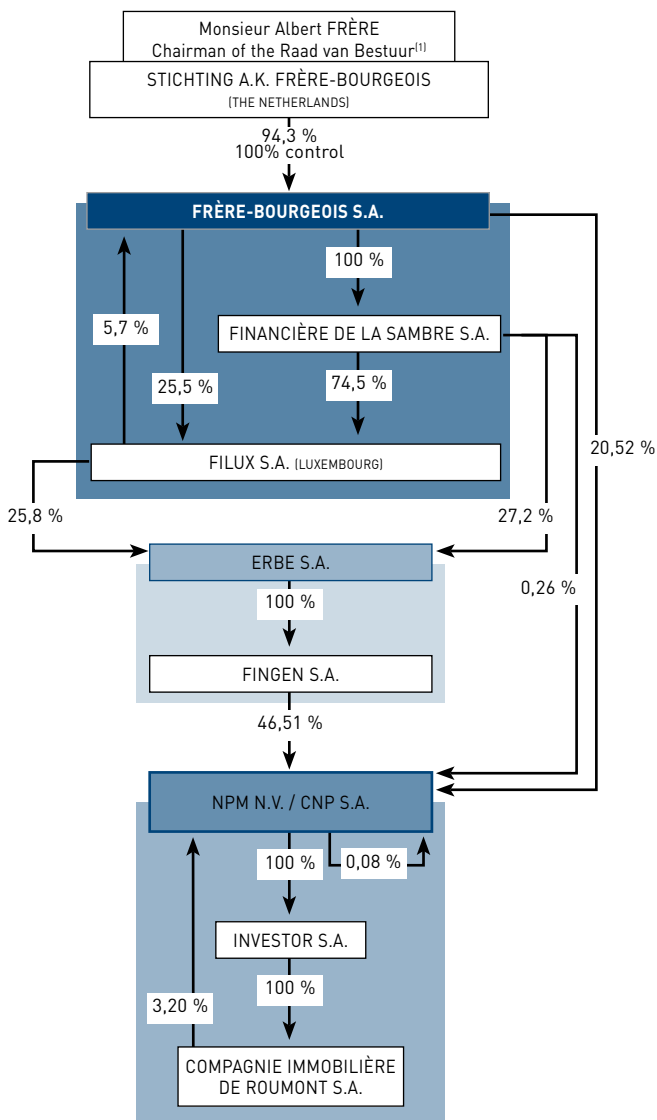 Monsieur Albert FRÈRE
Chairman of the Raad van Bestuur(1)
STICHTING A.K. FRÈRE-BOURGEOIS
(THE NETHERLANDS)
94,3 %
100% control
FRÈRE-BOURGEOIS S.A.
100 %
5,7 %
FINANCIÈRE DE LA SAMBRE S.A.
25,5 %
74,5 %
20,52 %
FILUX S.A. (LUXEMBOURG)
25,8 %
27,2 %
ERBE S.A.
0,26 %
100 %
FINGEN S.A.
46,51 %
NPM N.V. / CNP S.A.
100 %
0,08 %
INVESTOR S.A.
100 %
3,20 %
COMPAGNIE IMMOBILIÈRE
DE ROUMONT S.A.